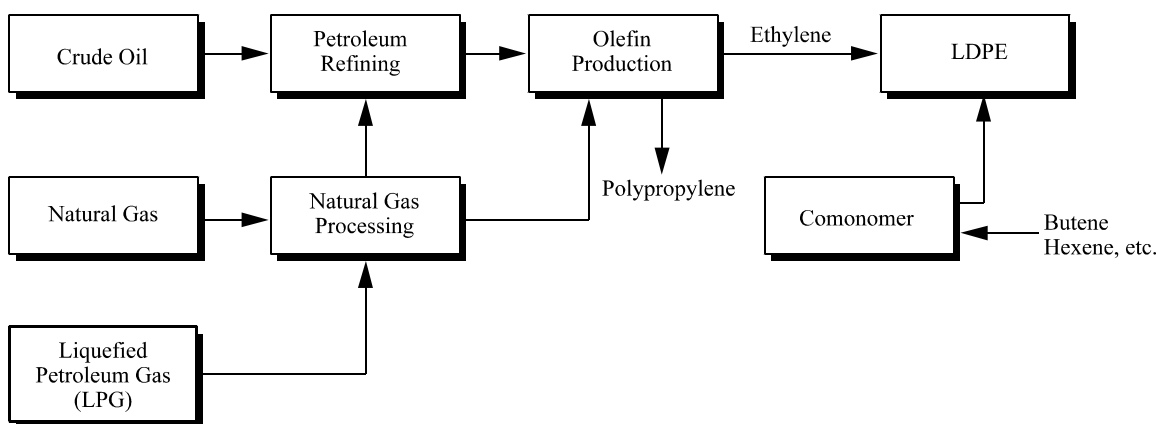 Crude Oil
Petroleum
Refining
Olefin
Production
Ethylene
LDPE
Polypropylene
Natural Gas
Natural Gas
Processing
Comonomer
Butene
Hexene, etc.
Liquefied
Petroleum Gas
(LPG)